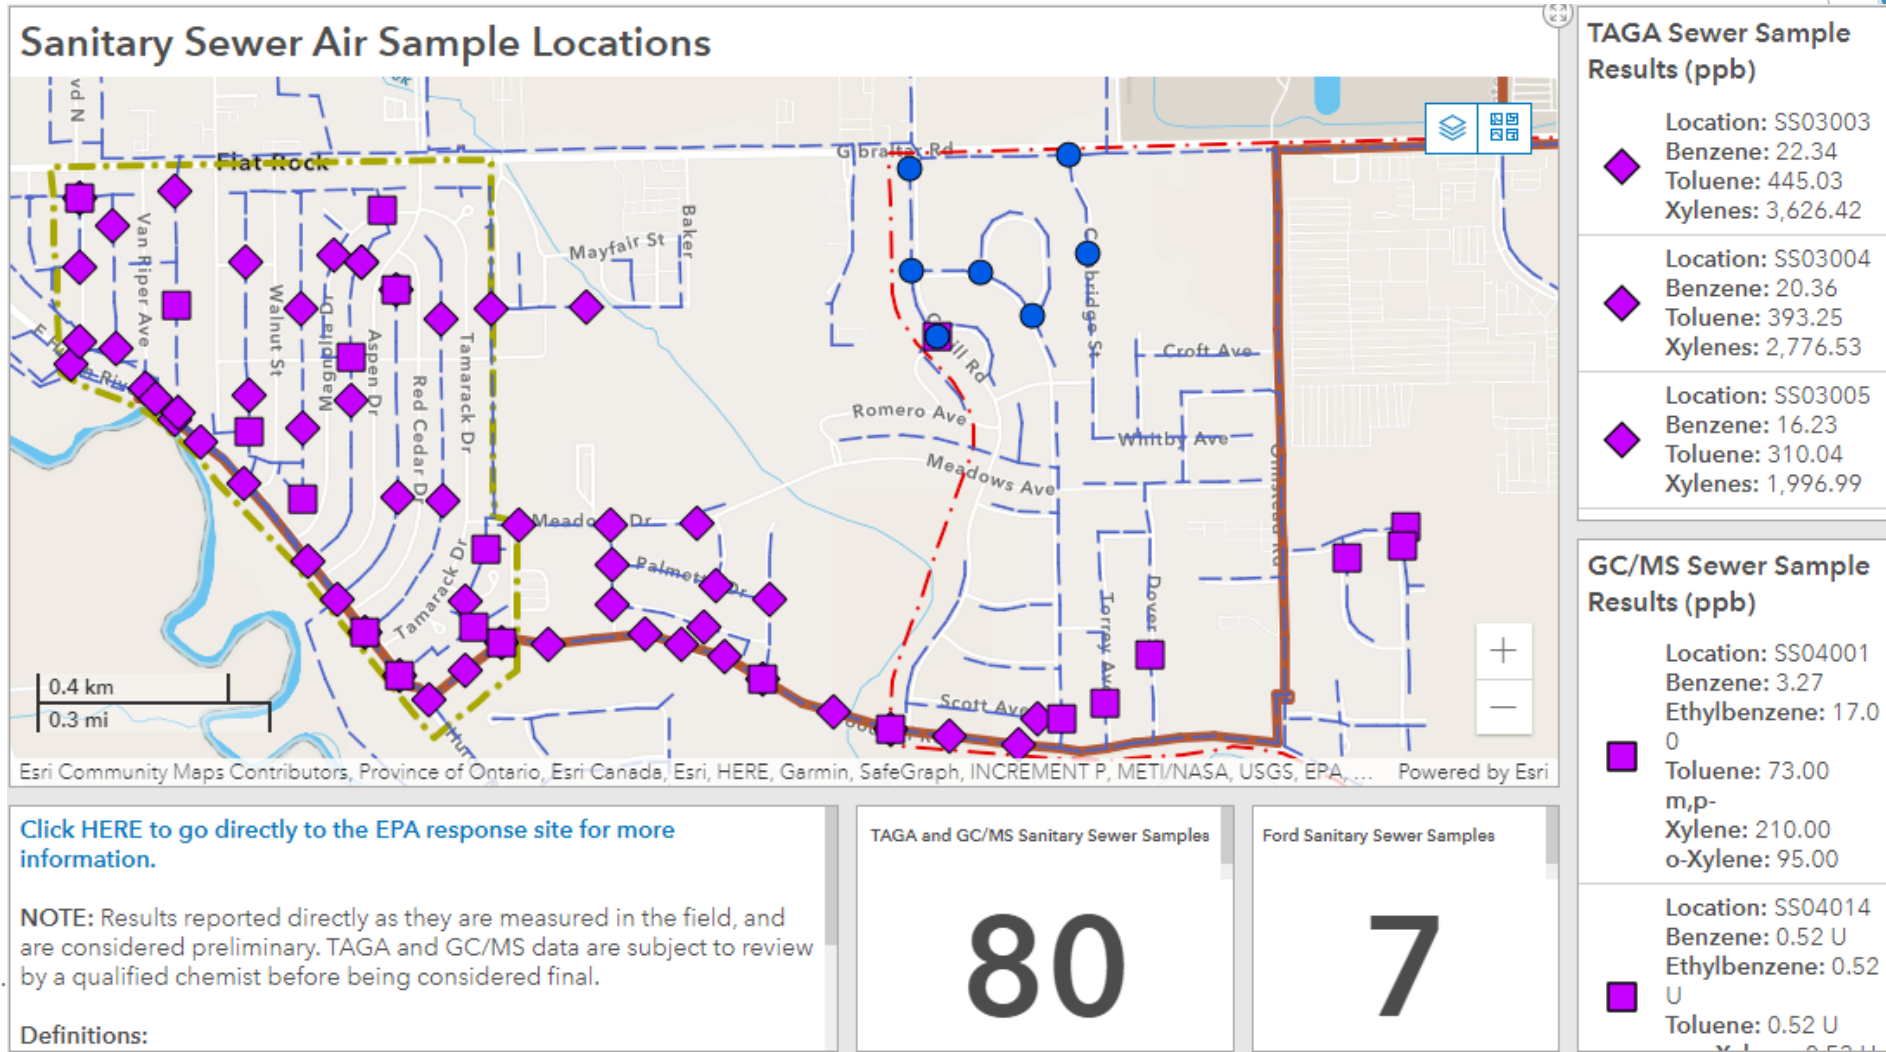 Sanitary Sewer Air Sample Locations
Flat Rock
Gibraltar Rd
Van Riper Ave
Walnut St
Magnolia Dr
Aspen Dr
Red Cedar Dr
Tamarack Dr
Tamarack Dr
Mayfair St
Baker
Croft Ave
Romero Ave
Whitby Ave
Meadows Ave
Palmetto Dr
Torrey Ave
Dover
Scott Ave
0.4 km
0.3 mi
Esri Community Maps Contributors, Province of Ontario, Esri Canada, Esri, HERE, Garmin, SafeGraph, INCREMENT P, METI/NASA, USGS, EPA, ...
Powered by Esri
TAGA Sewer Sample
Results (ppb)
Location: SS03003
Benzene: 22.34
Toluene: 445.03
Xylenes: 3,626.42
Location: SS03004
Benzene: 20.36
Toluene: 393.25
Xylenes: 2,776.53
Location: SS03005
Benzene: 16.23
Toluene: 310.04
Xylenes: 1,996.99
GC/MS Sewer Sample
Results (ppb)
Location: SS04001
Benzene: 3.27
Ethylbenzene: 17.0
0
Toluene: 73.00
m,p-
Xylene: 210.00
o-Xylene: 95.00
Location: SS04014
Benzene: 0.52 U
Ethylbenzene: 0.52
U
Toluene: 0.52 U
Click HERE to go directly to the EPA response site for more
information.
NOTE: Results reported directly as they are measured in the field, and
are considered preliminary. TAGA and GC/MS data are subject to review
by a qualified chemist before being considered final.
Definitions:
TAGA and GC/MS Sanitary Sewer Samples
80
Ford Sanitary Sewer Samples
7